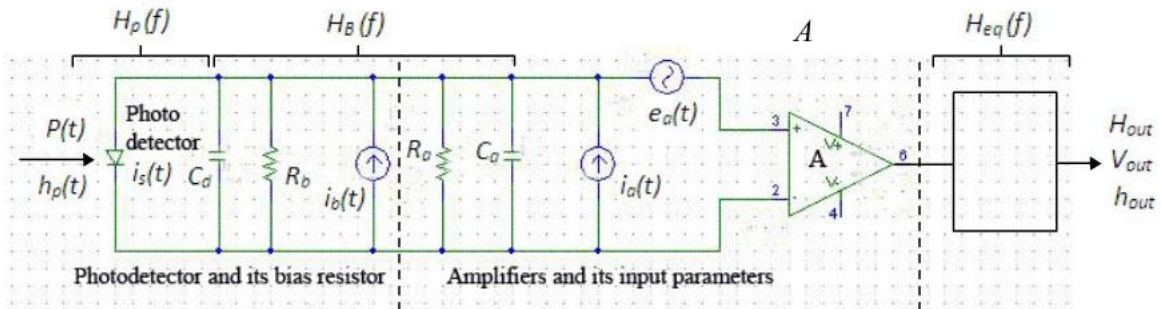 Hp(f)
HB(f)
A
Heq(f)
P(t)
hp(t)
Photo
detector
is(t)
Cd
Rb
ib(t)
Ra
Ca
ia(t)
ea(t)
3
+
2
-
A
V+
V-
7
4
6
Hout
Vout
hout
Photodetector and its bias resistor
Amplifiers and its input parameters